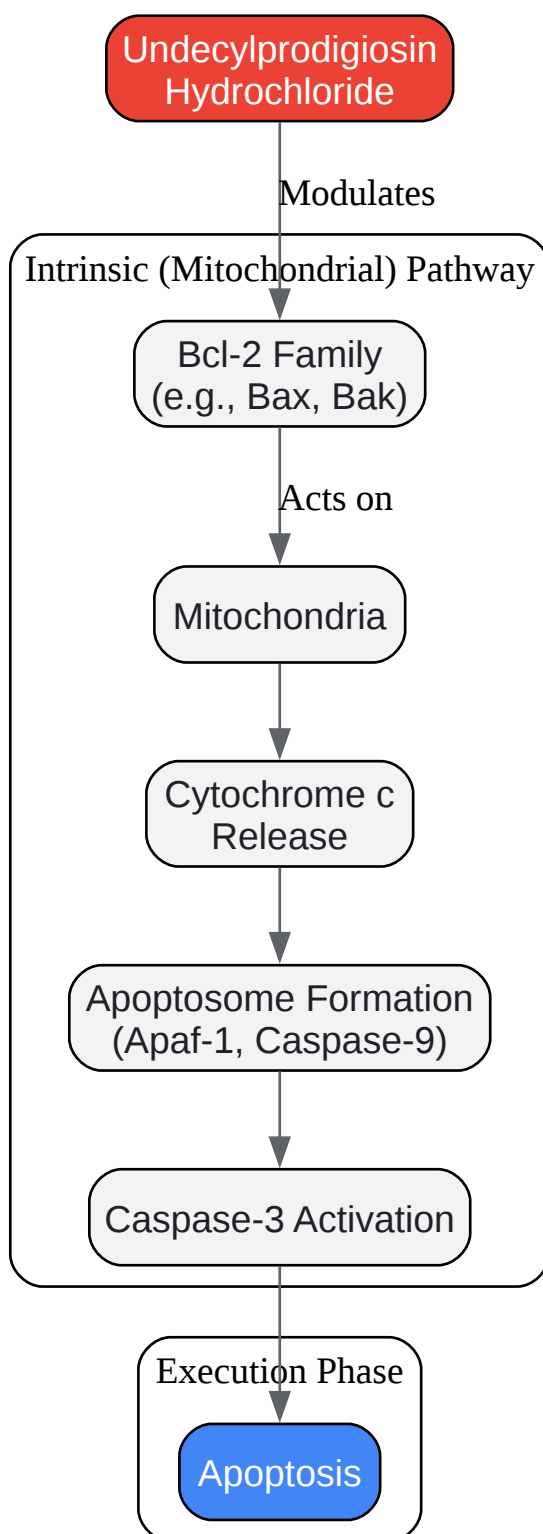 Undecylprodigiosin
Hydrochloride
Modulates
Intrinsic (Mitochondrial) Pathway
Bcl-2 Family
(e.g., Bax, Bak)
Acts on
Mitochondria
Cytochrome c
Release
Apoptosome Formation
(Apaf-1, Caspase-9)
Caspase-3 Activation
Execution Phase
Apoptosis